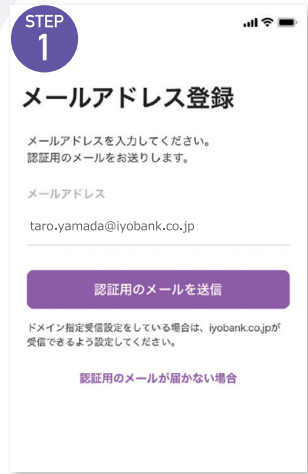 STEP
1
メールアドレス登録
メールアドレスを入力してください。
認証用のメールをお送りします。
メールアドレス
taro.yamada@iyobank.co.jp
認証用のメールを送信
ドメイン指定受信設定をしている場合は、iyobank.co.jpが
受信できるよう設定してください。
認証用のメールが届かない場合